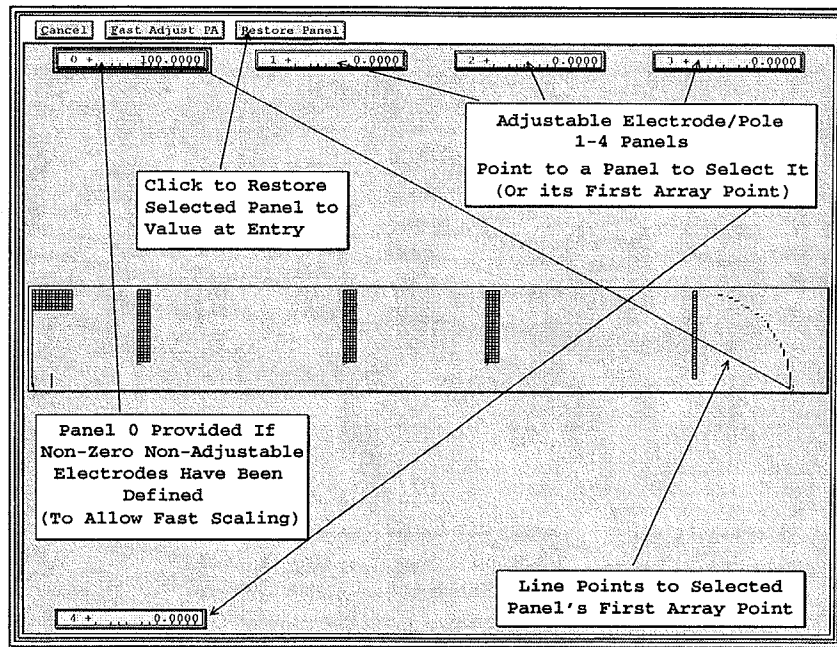 Cancel Fast Adjust PA Restore Panel
0 + 100.0000 1 + 0.0000 2 + 0.0000 3 + 0.0000
Adjustable Electrode/Pole
1-4 Panels
Point to a Panel to Select It
(Or its First Array Point)
Click to Restore
Selected Panel to
Value at Entry
Panel 0 Provided If
Non-Zero Non-Adjustable
Electrodes Have Been
Defined
(To Allow Fast Scaling)
Line Points to Selected
Panel's First Array Point
4 + 0.0000